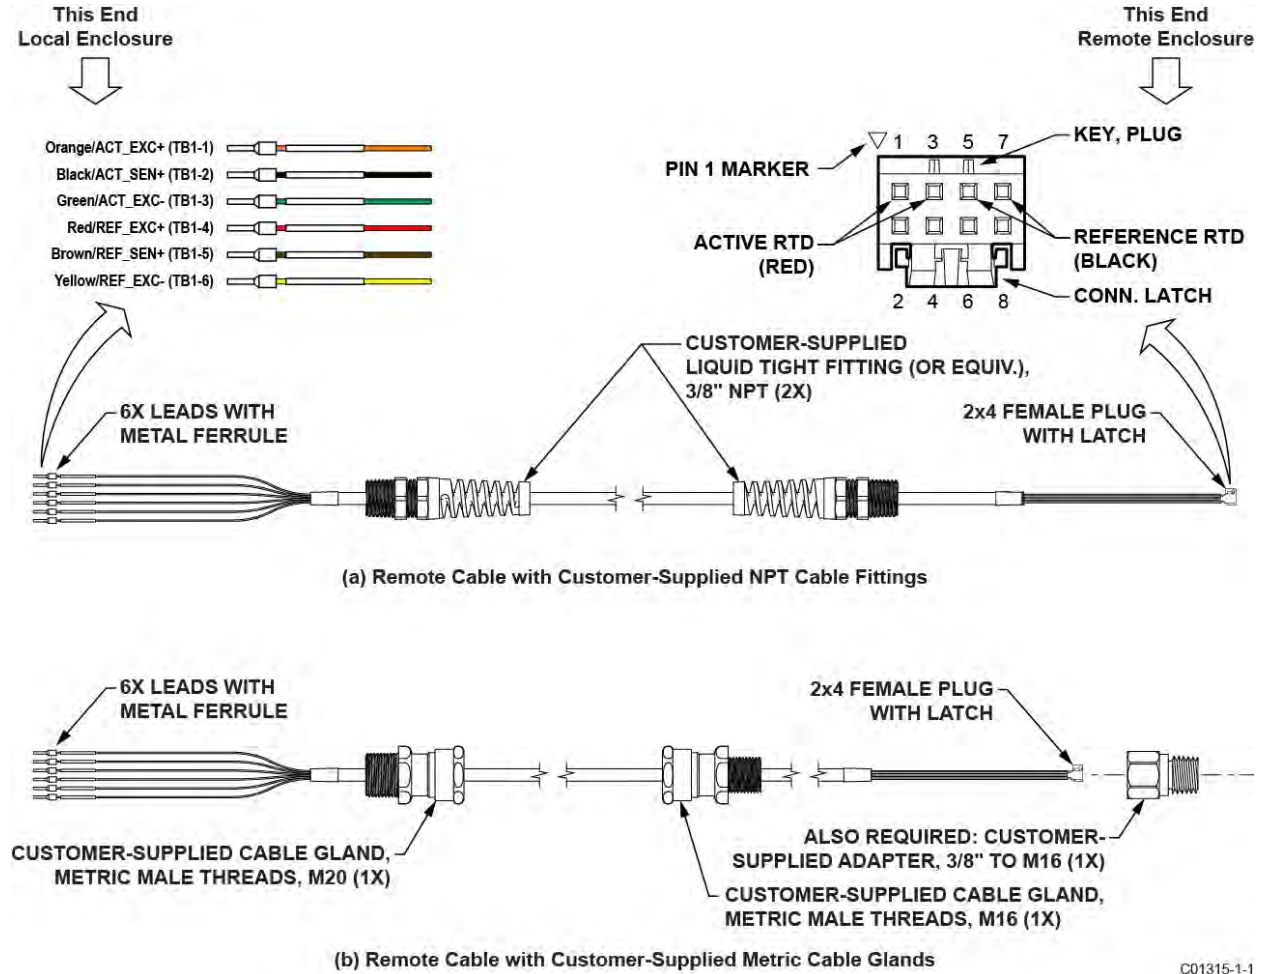 This End
Local Enclosure
This End
Remote Enclosure
Orange/ACT_EXC+ (TB1-1)
Black/ACT_SEN+ (TB1-2)
Green/ACT_EXC- (TB1-3)
Red/REF_EXC+ (TB1-4)
Brown/REF_SEN+ (TB1-5)
Yellow/REF_EXC- (TB1-6)
1 3 5 7
KEY, PLUG
PIN 1 MARKER
ACTIVE RTD
(RED)
REFERENCE RTD
(BLACK)
CONN. LATCH
2 4 6 8
CUSTOMER-SUPPLIED
LIQUID TIGHT FITTING (OR EQUIV.),
3/8" NPT (2X)
6X LEADS WITH
METAL FERRULE
2x4 FEMALE PLUG
WITH LATCH
(a) Remote Cable with Customer-Supplied NPT Cable Fittings
6X LEADS WITH
METAL FERRULE
2x4 FEMALE PLUG
WITH LATCH
CUSTOMER-SUPPLIED CABLE GLAND,
METRIC MALE THREADS, M20 (1X)
ALSO REQUIRED: CUSTOMER-
SUPPLIED ADAPTER, 3/8" TO M16 (1X)
CUSTOMER-SUPPLIED CABLE GLAND,
METRIC MALE THREADS, M16 (1X)
(b) Remote Cable with Customer-Supplied Metric Cable Glands
C01315-1-1